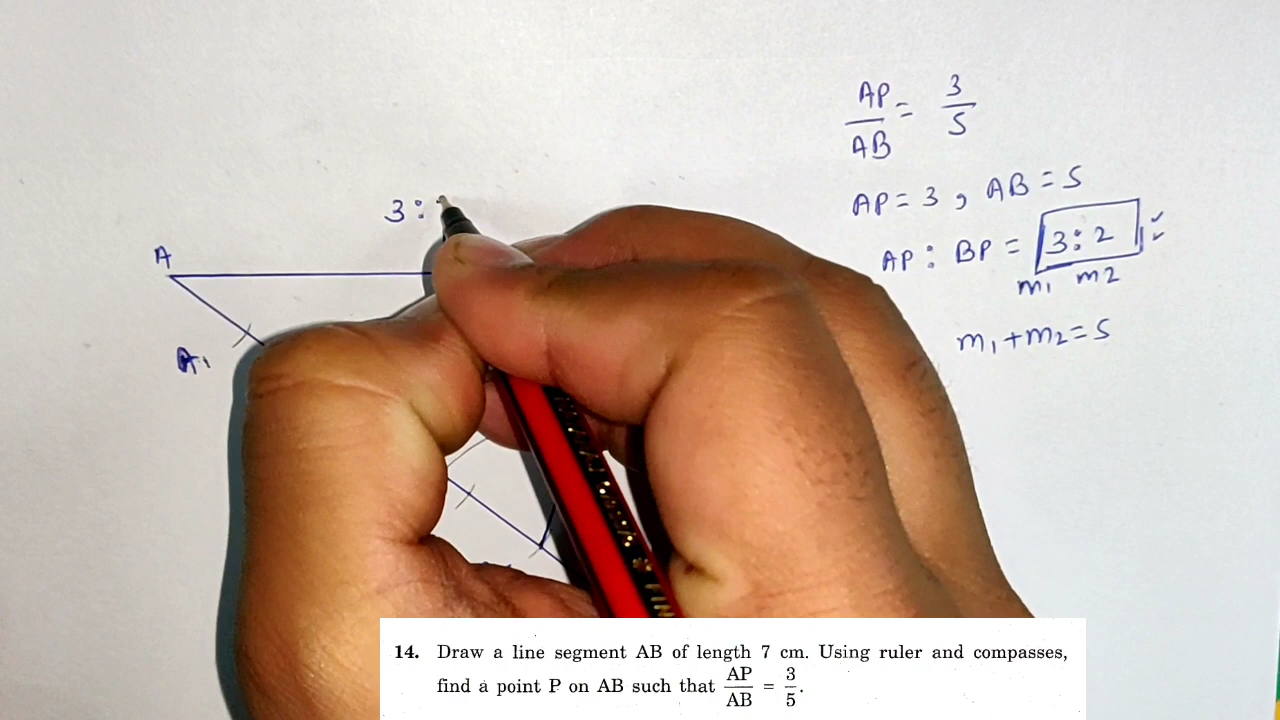 AP/AB = 3/5
AP = 3 , AB = 5
AP : BP = 3:2
m1 m2
m1 + m2 = 5
3:
A
A1
14. Draw a line segment AB of length 7 cm. Using ruler and compasses,
find a point P on AB such that AP/AB = 3/5.